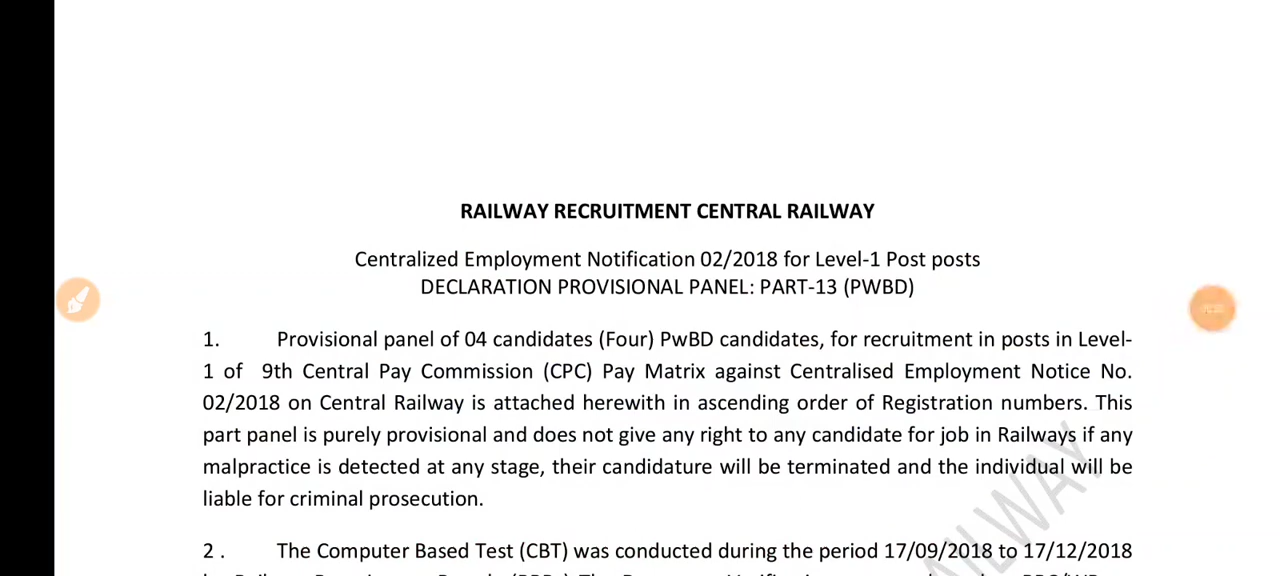 RAILWAY RECRUITMENT CENTRAL RAILWAY
Centralized Employment Notification 02/2018 for Level-1 Post posts
DECLARATION PROVISIONAL PANEL: PART-13 (PWBD)
1. Provisional panel of 04 candidates (Four) PwBD candidates, for recruitment in posts in Level-
1 of 9th Central Pay Commission (CPC) Pay Matrix against Centralised Employment Notice No.
02/2018 on Central Railway is attached herewith in ascending order of Registration numbers. This
part panel is purely provisional and does not give any right to any candidate for job in Railways if any
malpractice is detected at any stage, their candidature will be terminated and the individual will be
liable for criminal prosecution.
2 . The Computer Based Test (CBT) was conducted during the period 17/09/2018 to 17/12/2018